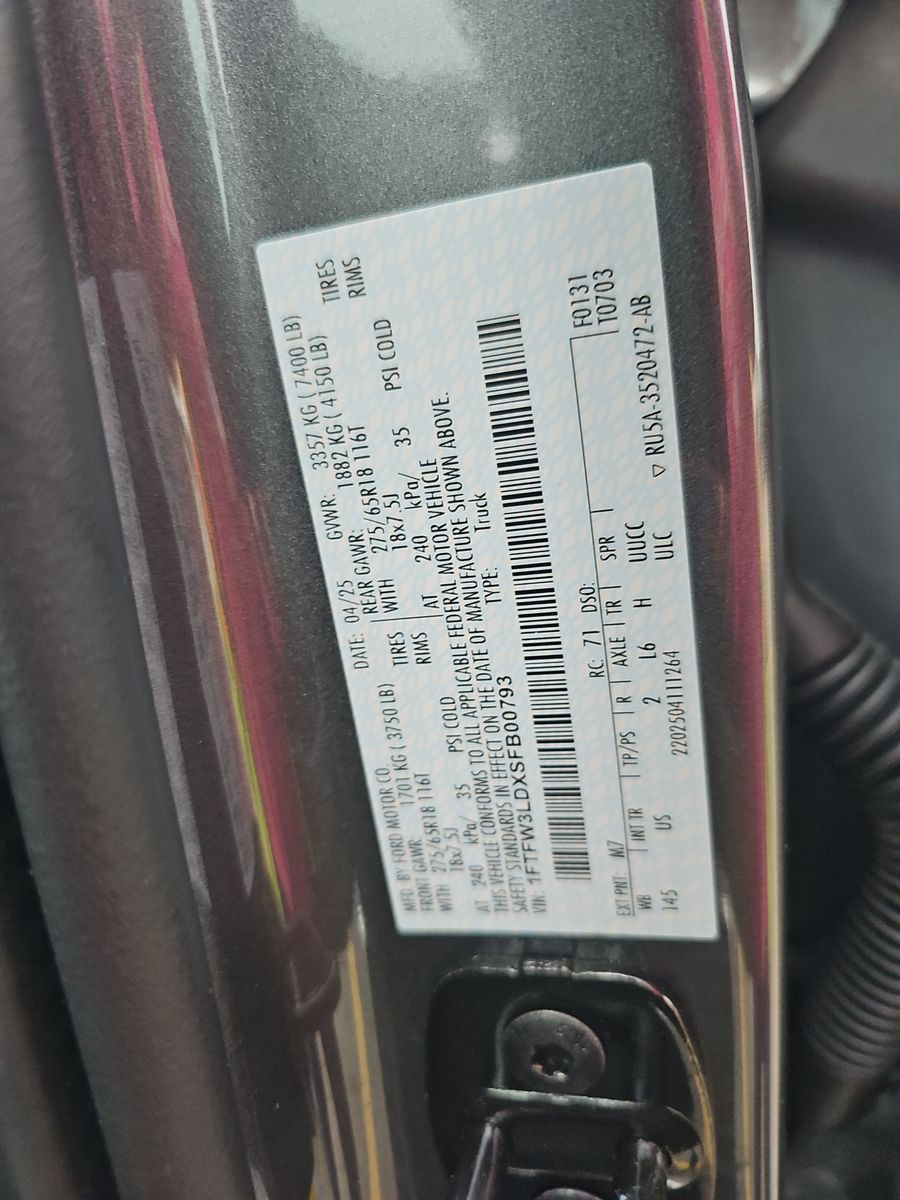 MFD. BY FORD MOTOR CO. DATE: 04/25 GVWR: 3357 KG ( 7400 LB)
FRONT GAWR: 1701 KG ( 3750 LB) REAR GAWR: 1882 KG ( 4150 LB)
WITH 275/65R18 116T TIRES WITH 275/65R18 116T TIRES
18x7.5J RIMS 18x7.5J RIMS
AT 240 kPa/ 35 PSI COLD AT 240 kPa/ 35 PSI COLD
THIS VEHICLE CONFORMS TO ALL APPLICABLE FEDERAL MOTOR VEHICLE
SAFETY STANDARDS IN EFFECT ON THE DATE OF MANUFACTURE SHOWN ABOVE.
VIN: 1FTFW3LDXSFB00793 TYPE: Truck
F0131
EXT PNT: M7 RC: 71 DSO: T0703
WB INT TR TP/PS R AXLE TR SPR
145 US 2 L6 H UUCC
220250411264 ULC ▽ RU5A-3520472-AB